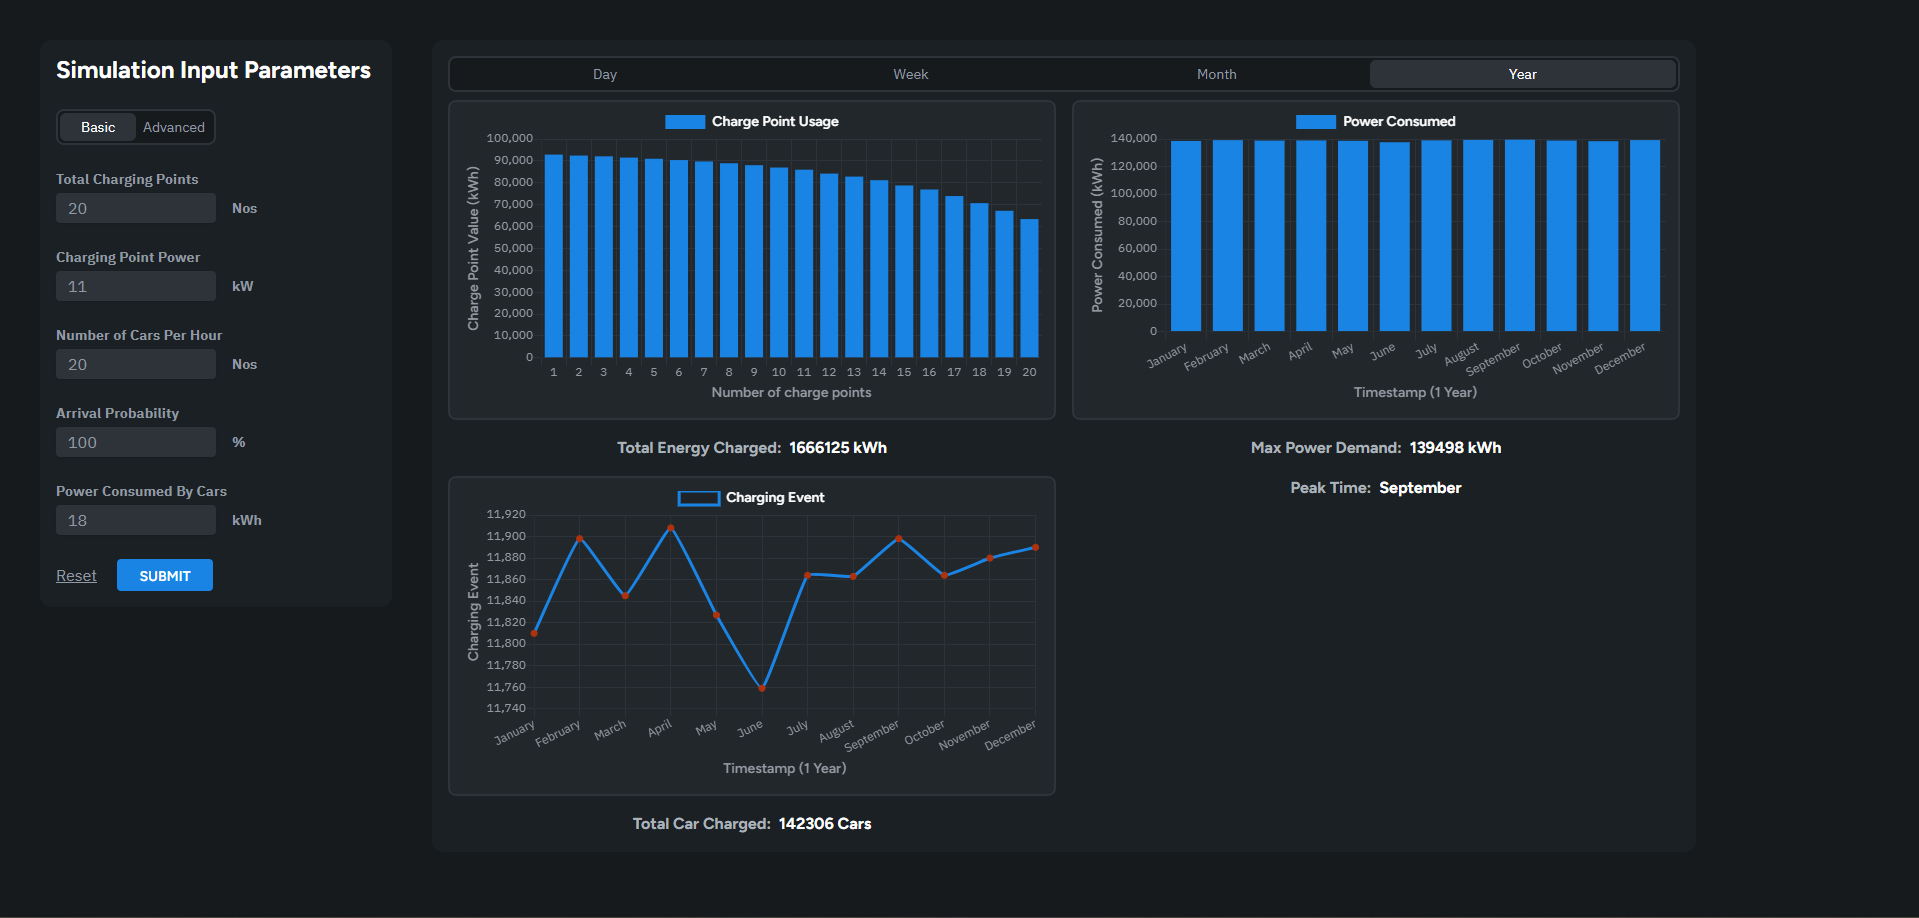 Simulation Input Parameters
Basic Advanced
Total Charging Points
20 Nos
Charging Point Power
11 kW
Number of Cars Per Hour
20 Nos
Arrival Probability
100 %
Power Consumed By Cars
18 kWh
Reset SUBMIT
Day Week Month Year
Charge Point Usage
Charge Point Value (kWh)
100,000
90,000
80,000
70,000
60,000
50,000
40,000
30,000
20,000
10,000
0
1 2 3 4 5 6 7 8 9 10 11 12 13 14 15 16 17 18 19 20
Number of charge points
Total Energy Charged: 1666125 kWh
Power Consumed
Power Consumed (kWh)
140,000
120,000
100,000
80,000
60,000
40,000
20,000
0
January February March April May June July August September October November December
Timestamp (1 Year)
Max Power Demand: 139498 kWh
Peak Time: September
Charging Event
Charging Event
11,920
11,900
11,880
11,860
11,840
11,820
11,800
11,780
11,760
11,740
January February March April May June July August September October November December
Timestamp (1 Year)
Total Car Charged: 142306 Cars